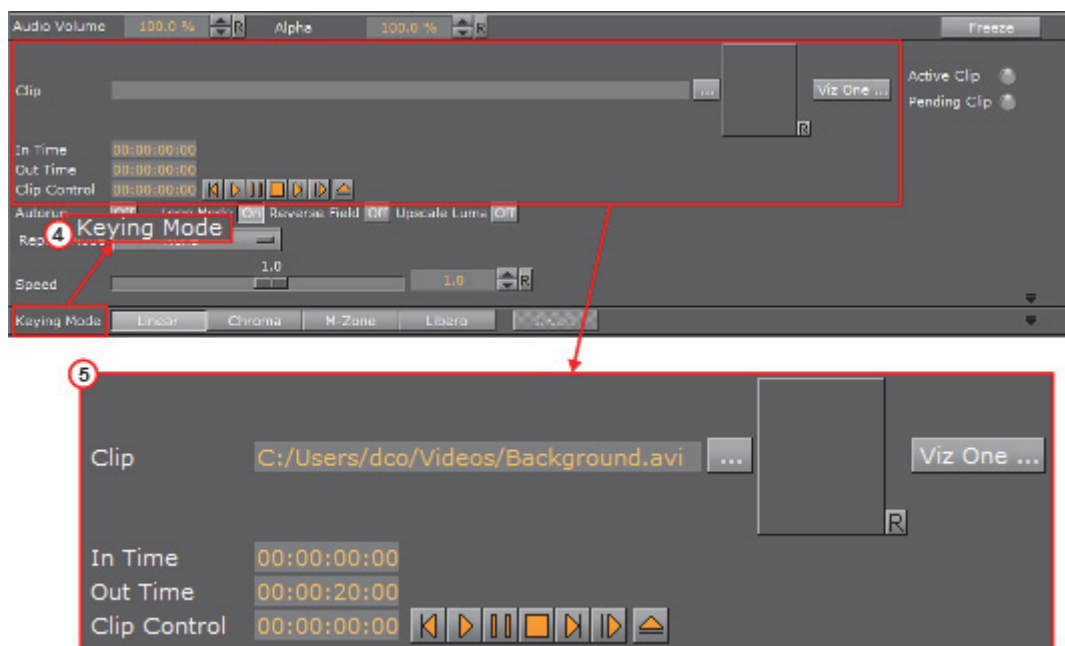 Audio Volume 100.0 % R Alpha 100.0 % R Freeze
Clip ... Viz One ... Active Clip
Pending Clip
R
In Time 00:00:00:00
Out Time 00:00:00:00
Clip Control 00:00:00:00
Autorun Off Loop Mode On Reverse Field Off Upscale Luma Off
4 Keying Mode
None
1.0
Speed 1.0 R
Keying Mode Linear Chroma M-Zone Libero
5
Clip C:/Users/dco/Videos/Background.avi ... Viz One ...
R
In Time 00:00:00:00
Out Time 00:00:20:00
Clip Control 00:00:00:00